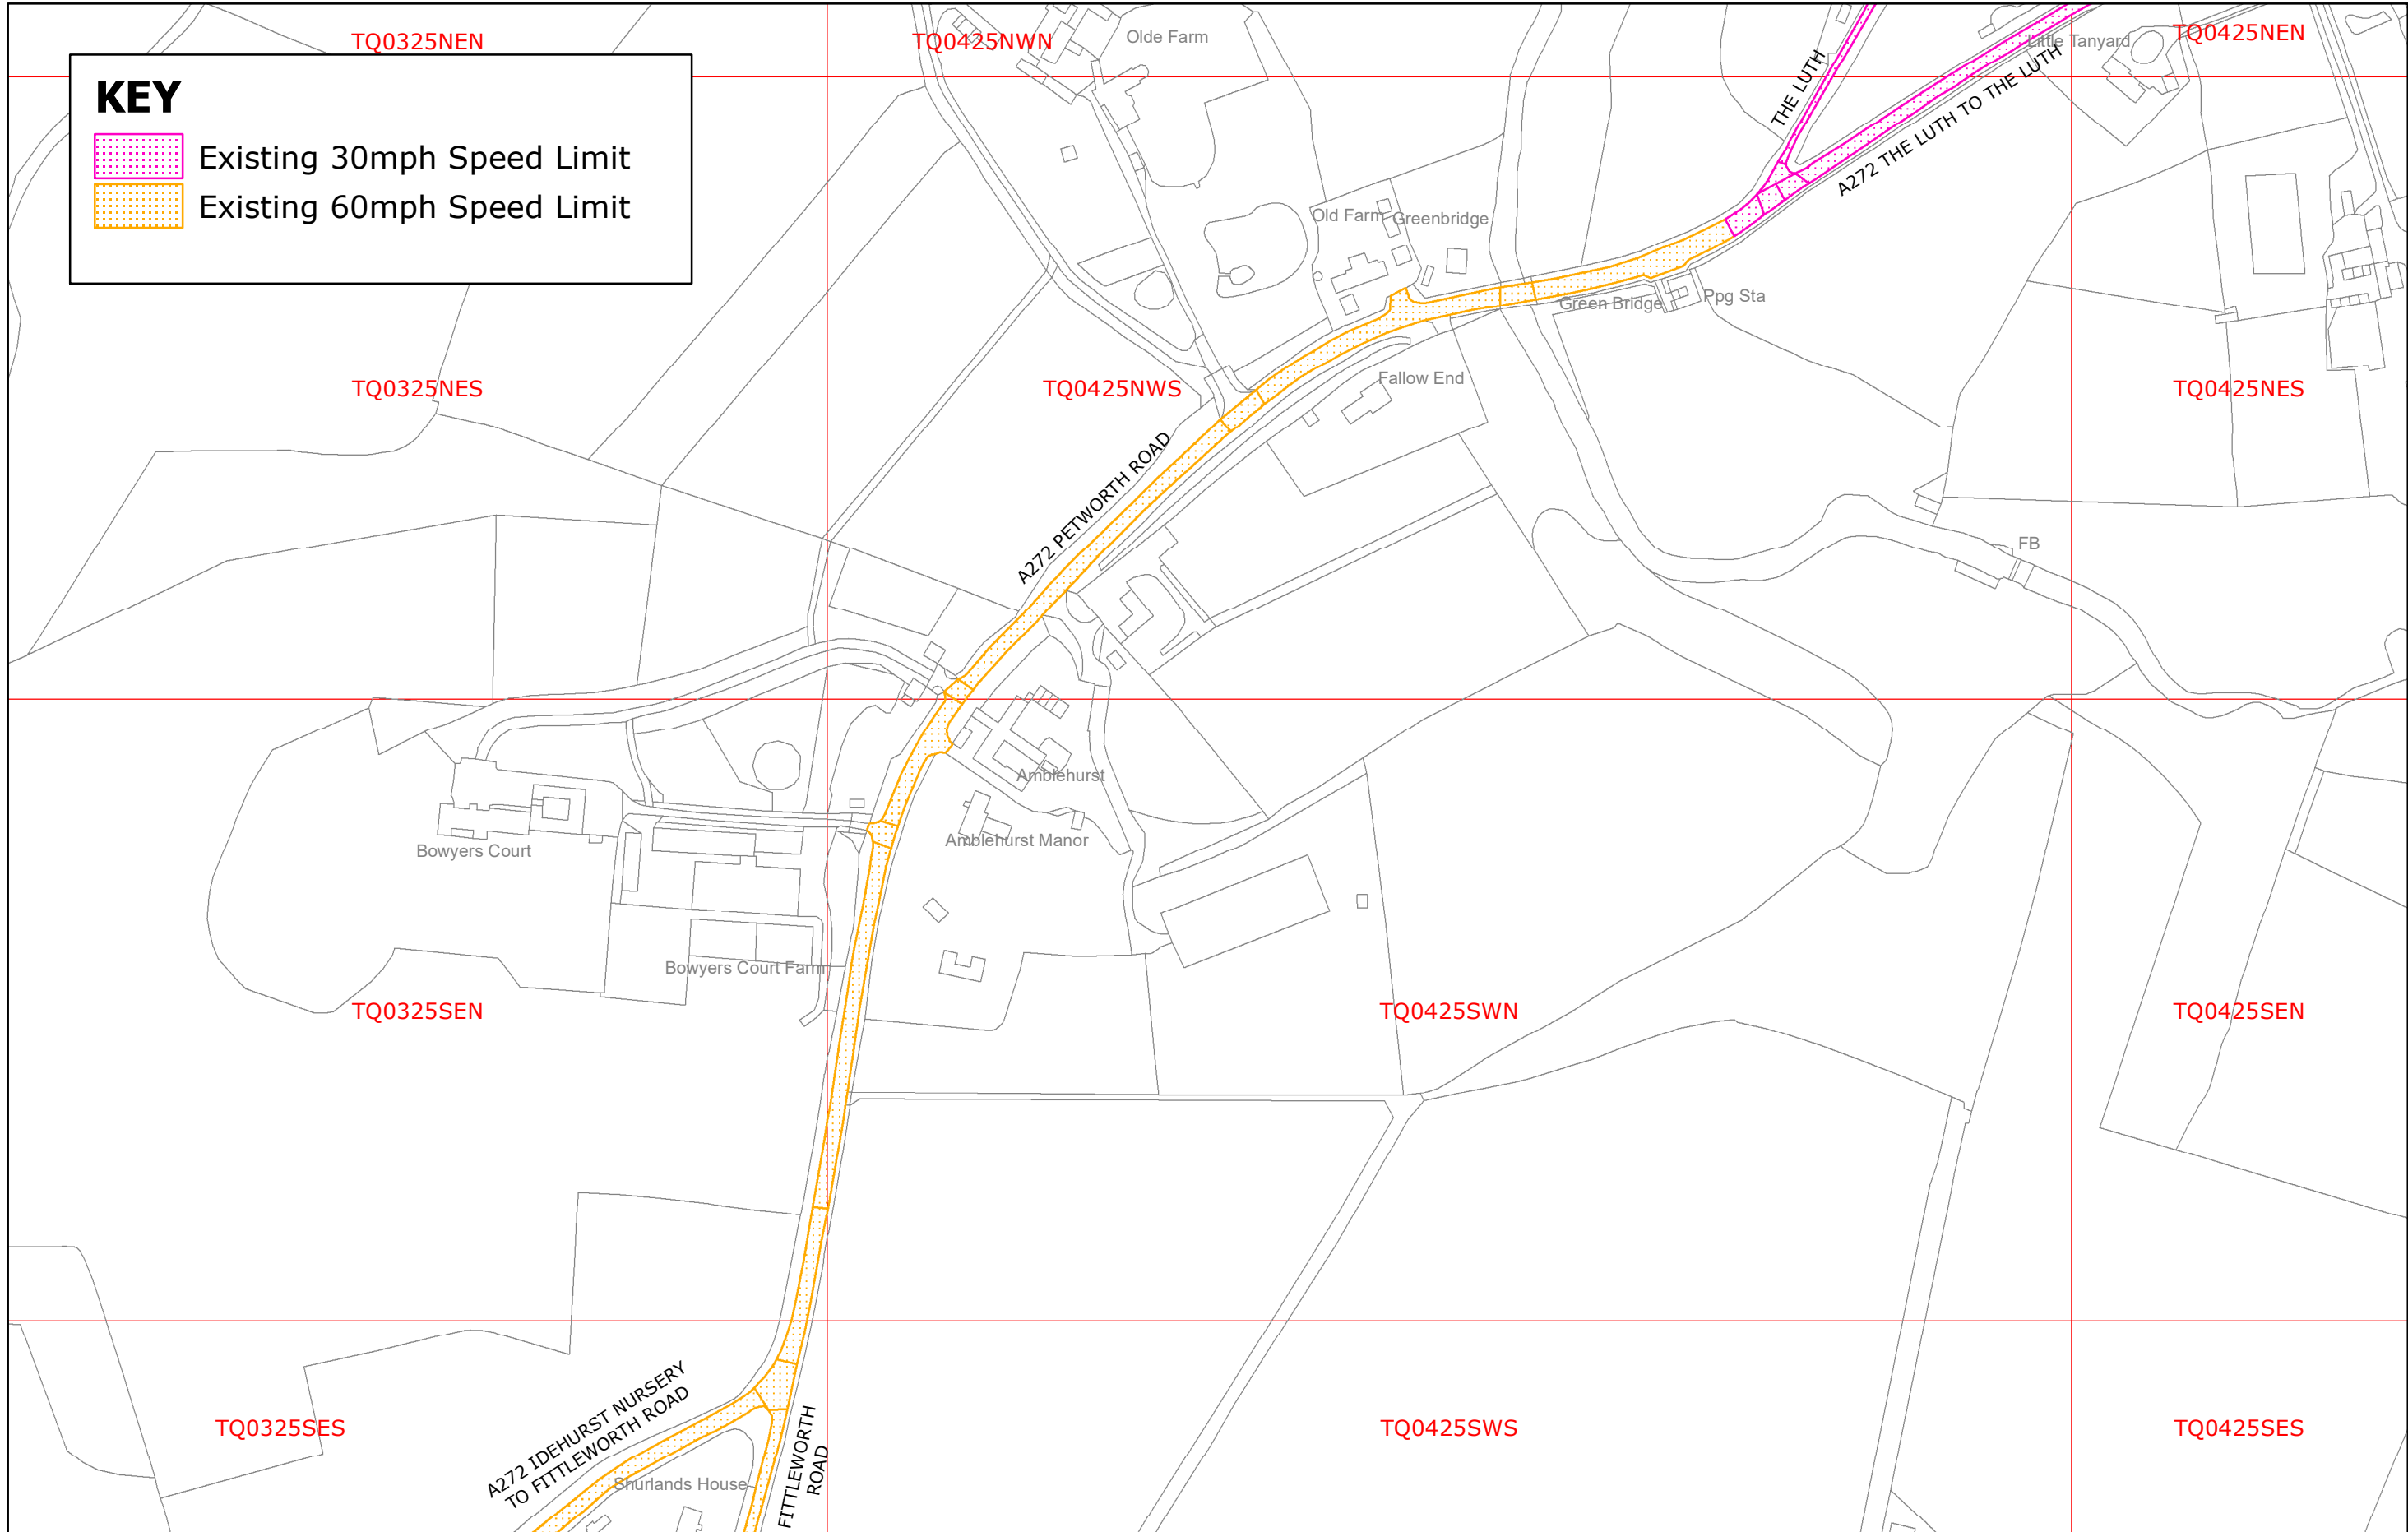 TQ0325NEN
TQ0425NWN
Olde Farm
Little Tanyard
TQ0425NEN
KEY
Existing 30mph Speed Limit
Existing 60mph Speed Limit
THE LUTH
A272 THE LUTH TO THE LUTH
Old Farm
Greenbridge
Green Bridge
Ppg Sta
TQ0325NES
TQ0425NWS
Fallow End
TQ0425NES
A272 PETWORTH ROAD
FB
Amblehurst
Amblehurst Manor
Bowyers Court
Bowyers Court Farm
TQ0325SEN
TQ0425SWN
TQ0425SEN
A272 IDEHURST NURSERY
TO FITTLEWORTH ROAD
TQ0325SES
FITTLEWORTH
ROAD
TQ0425SWS
TQ0425SES
Shurlands House